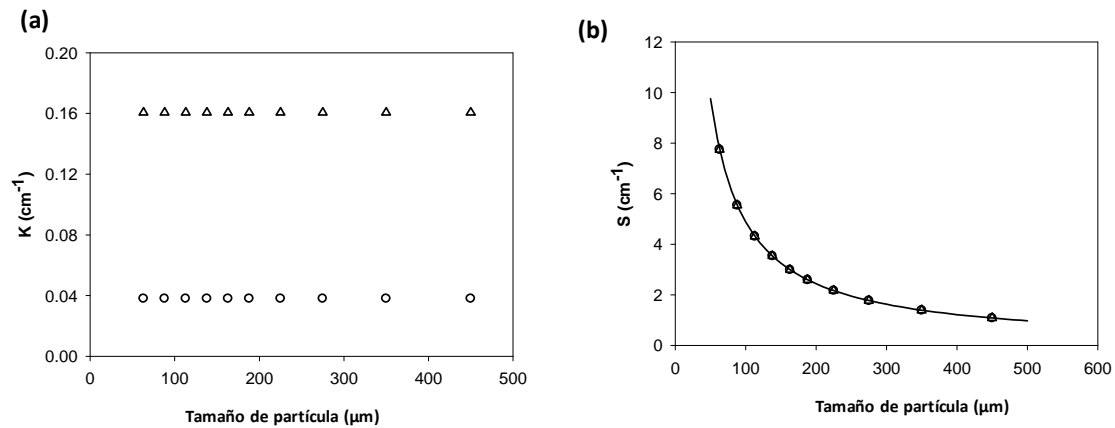 (a)
0.20
0.16
0.12
0.08
0.04
0.00
K (cm-1)
0 100 200 300 400 500
Tamaño de partícula (µm)
(b)
12
10
8
6
4
2
0
S (cm-1)
0 100 200 300 400 500 600
Tamaño de partícula (µm)